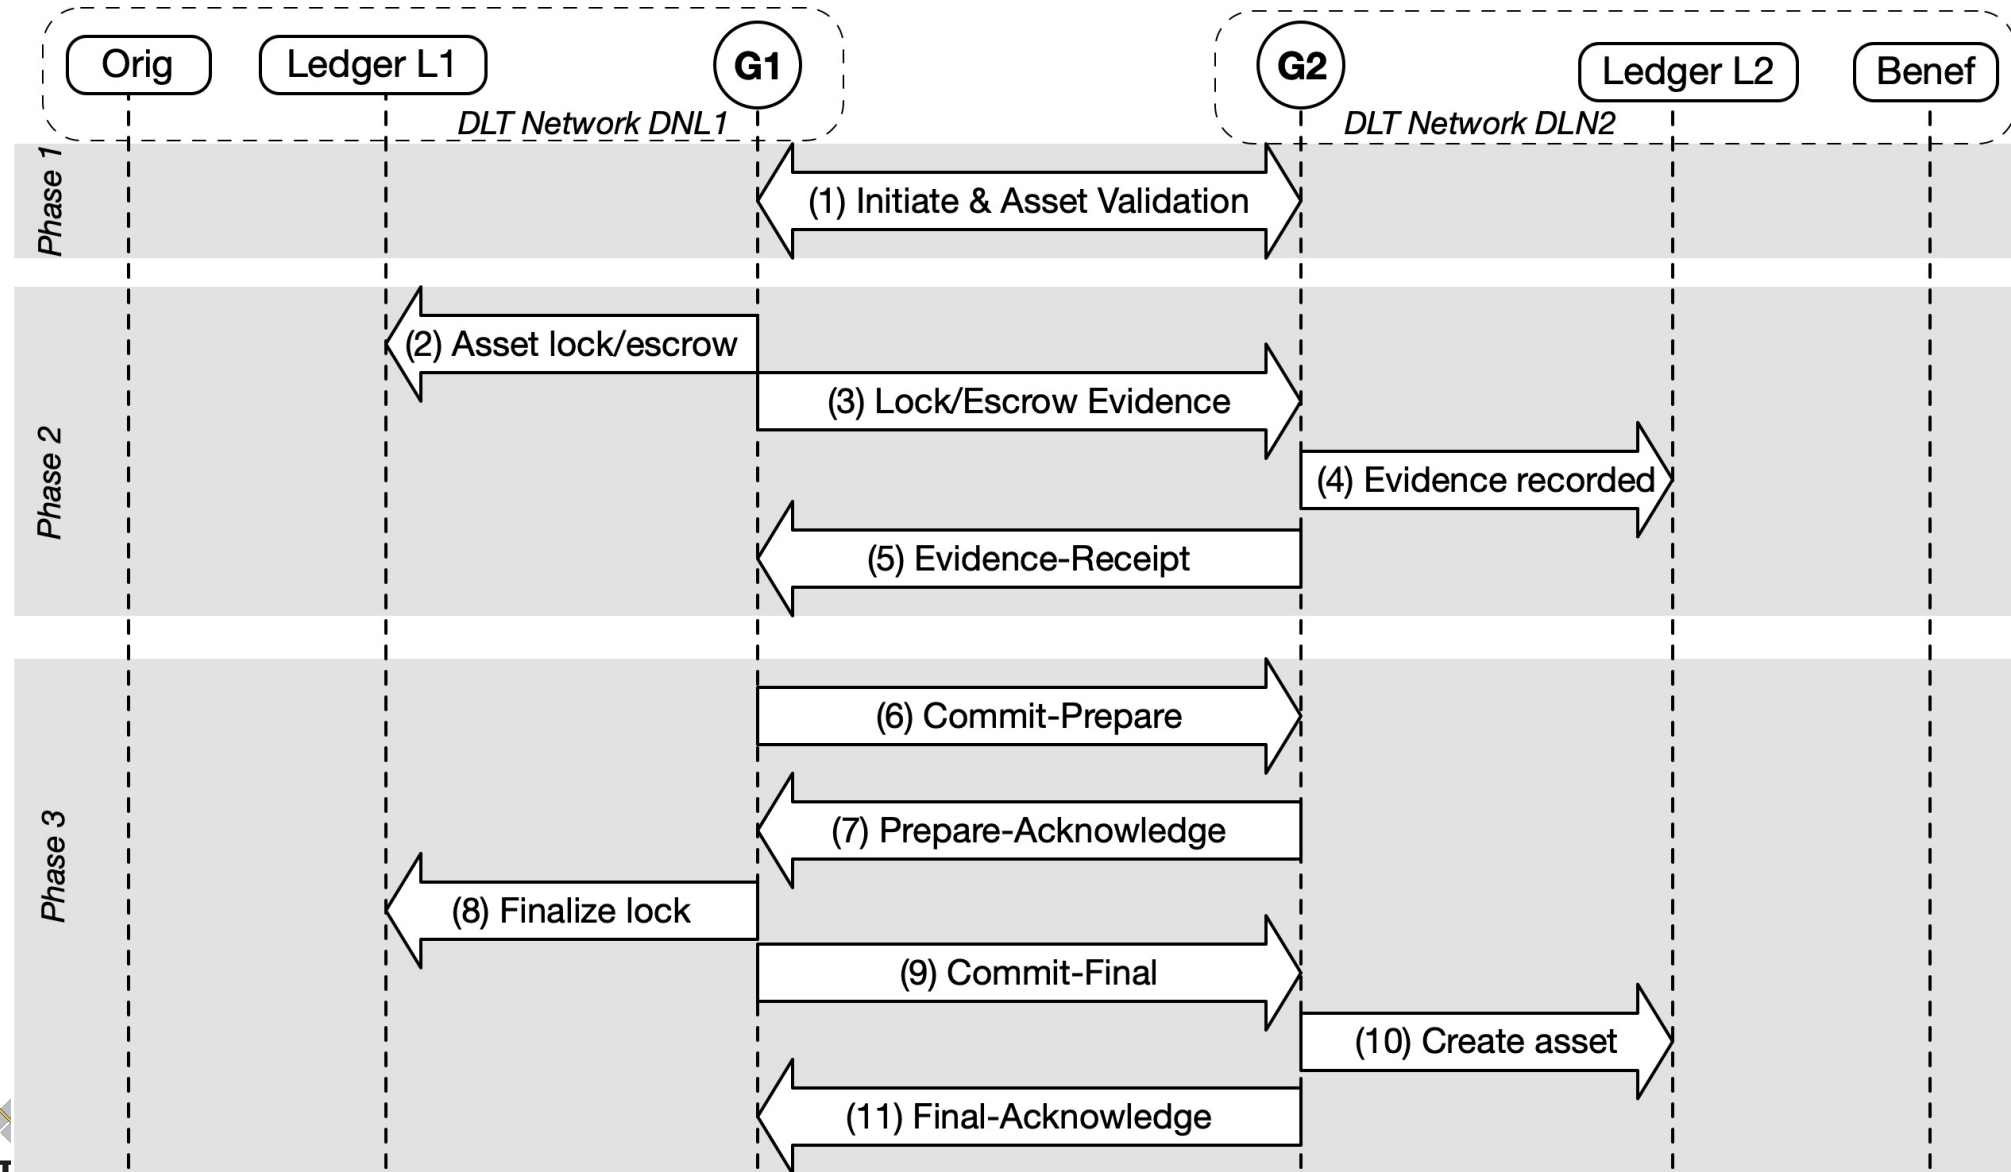 Orig
Ledger L1
G1
G2
Ledger L2
Benef
DLT Network DNL1
DLT Network DLN2
Phase 1
(1) Initiate & Asset Validation
Phase 2
(2) Asset lock/escrow
(3) Lock/Escrow Evidence
(4) Evidence recorded
(5) Evidence-Receipt
Phase 3
(6) Commit-Prepare
(7) Prepare-Acknowledge
(8) Finalize lock
(9) Commit-Final
(10) Create asset
(11) Final-Acknowledge